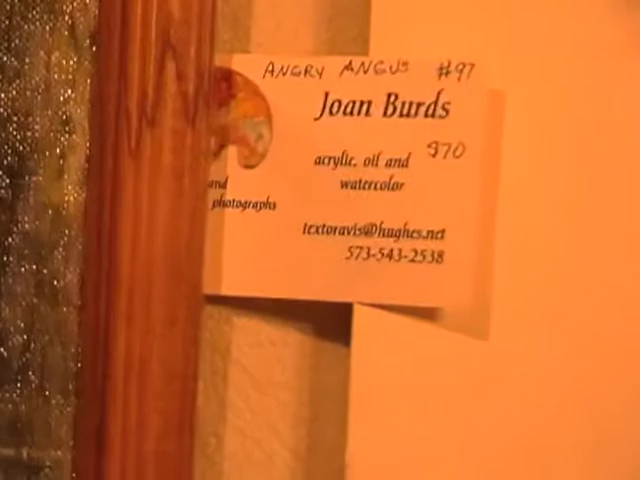 ANGRY ANGUS #97
Joan Burds
$70
acrylic, oil and
watercolor
and
photographs
textoravis@hughes.net
573-543-2538